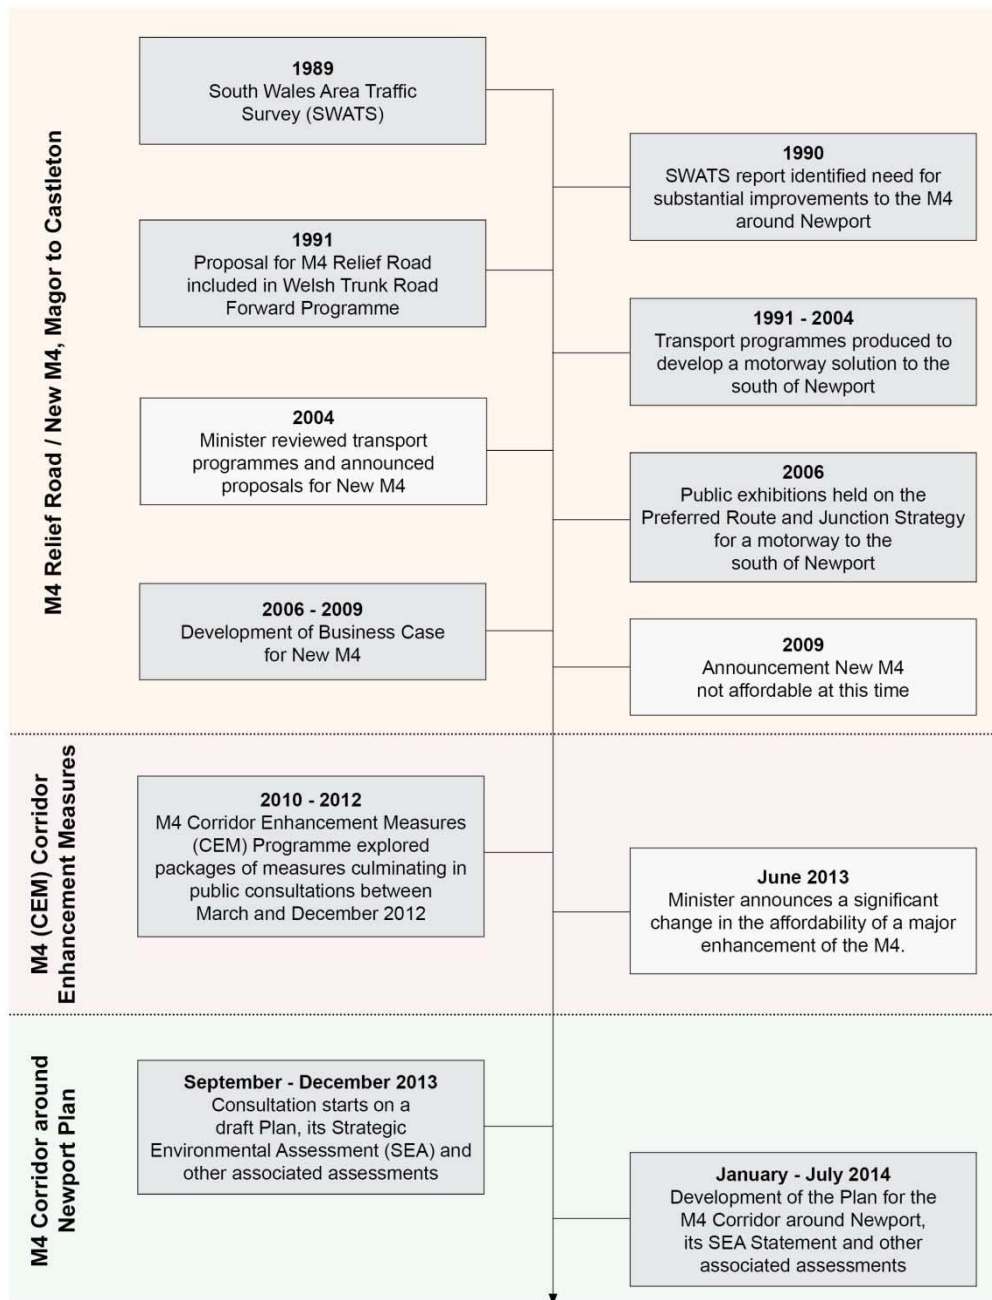 M4 Relief Road / New M4, Magor to Castleton
1989
South Wales Area Traffic
Survey (SWATS)
1990
SWATS report identified need for
substantial improvements to the M4
around Newport
1991
Proposal for M4 Relief Road
included in Welsh Trunk Road
Forward Programme
1991 - 2004
Transport programmes produced to
develop a motorway solution to the
south of Newport
2004
Minister reviewed transport
programmes and announced
proposals for New M4
2006
Public exhibitions held on the
Preferred Route and Junction Strategy
for a motorway to the
south of Newport
2006 - 2009
Development of Business Case
for New M4
2009
Announcement New M4
not affordable at this time
M4 (CEM) Corridor
Enhancement Measures
2010 - 2012
M4 Corridor Enhancement Measures
(CEM) Programme explored
packages of measures culminating in
public consultations between
March and December 2012
June 2013
Minister announces a significant
change in the affordability of a major
enhancement of the M4.
M4 Corridor around
Newport Plan
September - December 2013
Consultation starts on a
draft Plan, its Strategic
Environmental Assessment (SEA) and
other associated assessments
January - July 2014
Development of the Plan for the
M4 Corridor around Newport,
its SEA Statement and other
associated assessments